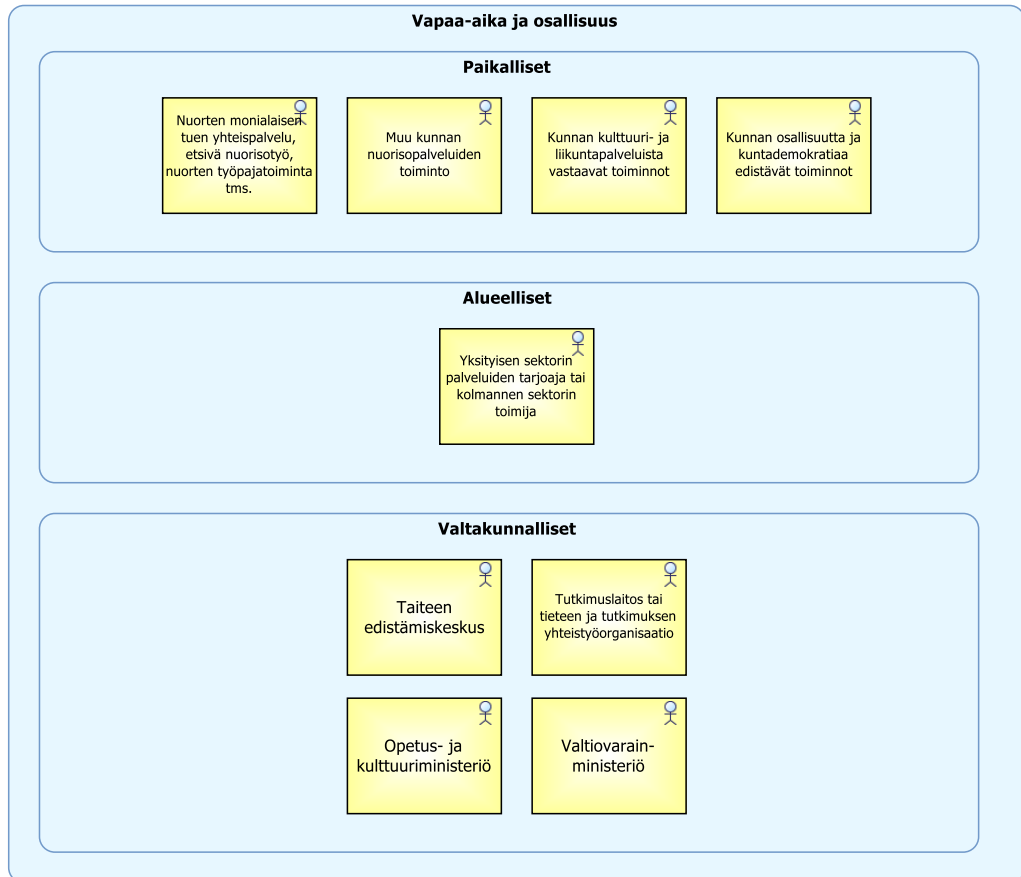 Vapaa-aika ja osallisuus
Paikalliset
Nuorten monialaisen
tuen yhteispalvelu,
etsivä nuorisotyö,
nuorten työpajatoiminta
tms.
Muu kunnan
nuorisopalveluiden
toiminto
Kunnan kulttuuri- ja
liikuntapalveluista
vastaavat toiminnot
Kunnan osallisuutta ja
kuntademokratiaa
edistävät toiminnot
Alueelliset
Yksityisen sektorin
palveluiden tarjoaja tai
kolmannen sektorin
toimija
Valtakunnalliset
Taiteen
edistämiskeskus
Tutkimuslaitos tai
tieteen ja tutkimuksen
yhteistyöorganisaatio
Opetus- ja
kulttuuriministeriö
Valtiovarain-
ministeriö